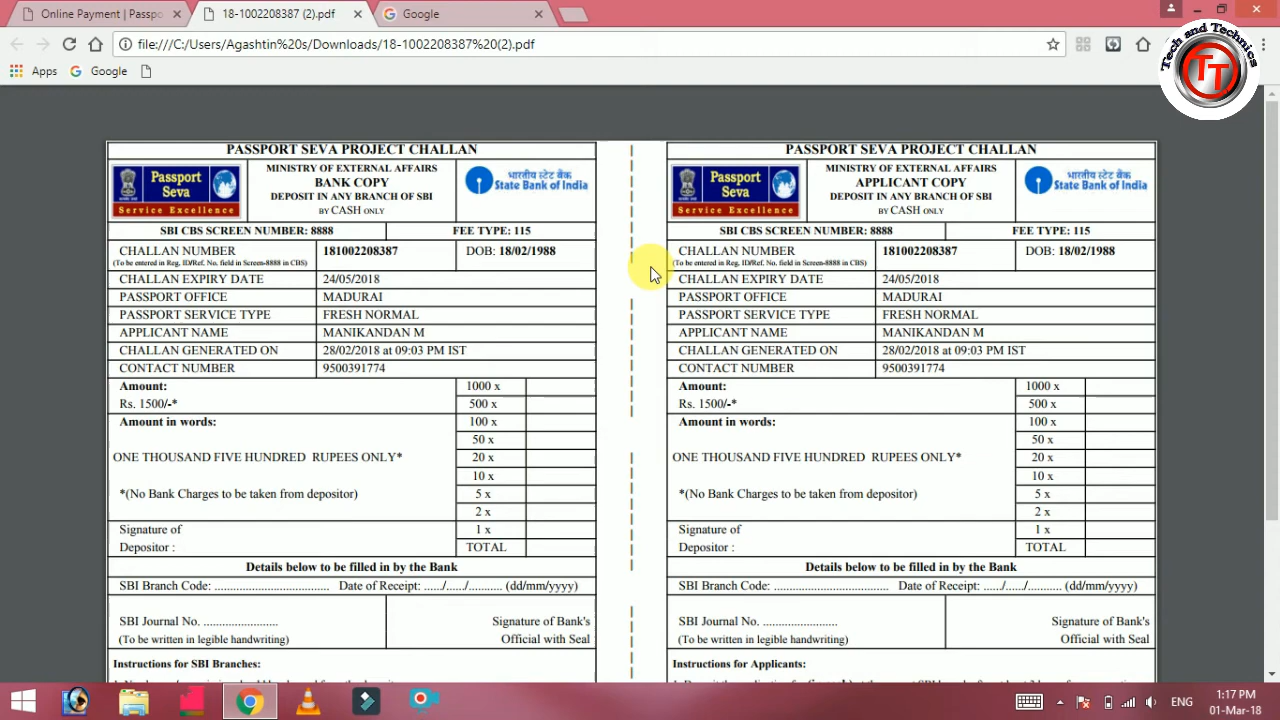 Online Payment | Passpo
18-1002208387 (2).pdf
Google
file:///C:/Users/Agashtin%20s/Downloads/18-1002208387%20(2).pdf
Apps
Google
Tech and Technics
TT
PASSPORT SEVA PROJECT CHALLAN
Passport
Seva
Service Excellence
MINISTRY OF EXTERNAL AFFAIRS
BANK COPY
DEPOSIT IN ANY BRANCH OF SBI
BY CASH ONLY
भारतीय स्टेट बैंक
State Bank of India
SBI CBS SCREEN NUMBER: 8888
FEE TYPE: 115
CHALLAN NUMBER
(To be entered in Reg. ID/Ref. No. field in Screen-8888 in CBS)
181002208387
DOB: 18/02/1988
CHALLAN EXPIRY DATE 24/05/2018
PASSPORT OFFICE MADURAI
PASSPORT SERVICE TYPE FRESH NORMAL
APPLICANT NAME MANIKANDAN M
CHALLAN GENERATED ON 28/02/2018 at 09:03 PM IST
CONTACT NUMBER 9500391774
Amount: 1000 x
Rs. 1500/-* 500 x
Amount in words: 100 x
50 x
ONE THOUSAND FIVE HUNDRED RUPEES ONLY* 20 x
10 x
*(No Bank Charges to be taken from depositor) 5 x
2 x
Signature of 1 x
Depositor : TOTAL
Details below to be filled in by the Bank
SBI Branch Code: .................................. Date of Receipt: ...../....../.......... (dd/mm/yyyy)
SBI Journal No. ...................... Signature of Bank's
(To be written in legible handwriting) Official with Seal
Instructions for SBI Branches:
PASSPORT SEVA PROJECT CHALLAN
Passport
Seva
Service Excellence
MINISTRY OF EXTERNAL AFFAIRS
APPLICANT COPY
DEPOSIT IN ANY BRANCH OF SBI
BY CASH ONLY
भारतीय स्टेट बैंक
State Bank of India
SBI CBS SCREEN NUMBER: 8888
FEE TYPE: 115
CHALLAN NUMBER
(To be entered in Reg. ID/Ref. No. field in Screen-8888 in CBS)
181002208387
DOB: 18/02/1988
CHALLAN EXPIRY DATE 24/05/2018
PASSPORT OFFICE MADURAI
PASSPORT SERVICE TYPE FRESH NORMAL
APPLICANT NAME MANIKANDAN M
CHALLAN GENERATED ON 28/02/2018 at 09:03 PM IST
CONTACT NUMBER 9500391774
Amount: 1000 x
Rs. 1500/-* 500 x
Amount in words: 100 x
50 x
ONE THOUSAND FIVE HUNDRED RUPEES ONLY* 20 x
10 x
*(No Bank Charges to be taken from depositor) 5 x
2 x
Signature of 1 x
Depositor : TOTAL
Details below to be filled in by the Bank
SBI Branch Code: .................................. Date of Receipt: ...../....../.......... (dd/mm/yyyy)
SBI Journal No. ...................... Signature of Bank's
(To be written in legible handwriting) Official with Seal
Instructions for Applicants:
ENG
1:17 PM
01-Mar-18